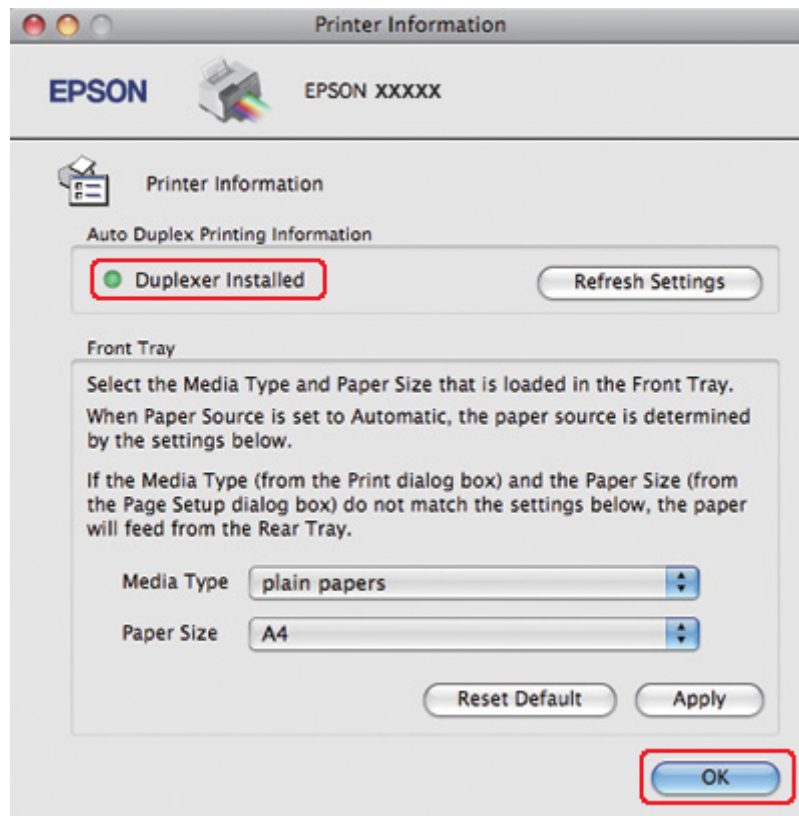 Printer Information
EPSON
EPSON XXXXX
Printer Information
Auto Duplex Printing Information
Duplexer Installed
Refresh Settings
Front Tray
Select the Media Type and Paper Size that is loaded in the Front Tray.
When Paper Source is set to Automatic, the paper source is determined
by the settings below.
If the Media Type (from the Print dialog box) and the Paper Size (from
the Page Setup dialog box) do not match the settings below, the paper
will feed from the Rear Tray.
Media Type plain papers
Paper Size A4
Reset Default Apply
OK